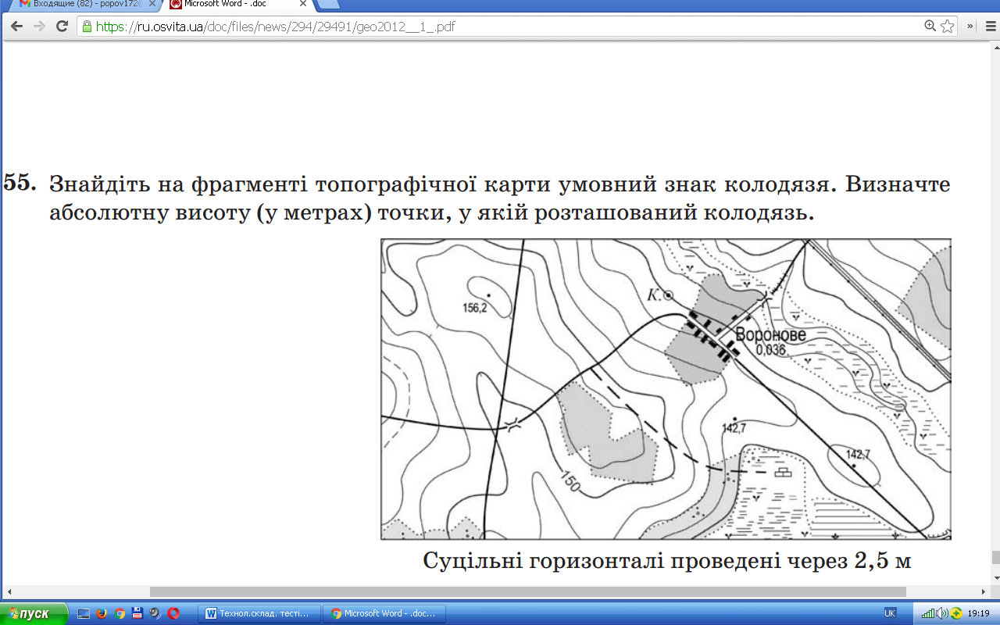 Входящие (82) - popov172
Microsoft Word - .doc
https://ru.osvita.ua/doc/files/news/294/29491/geo2012__1_.pdf
55. Знайдіть на фрагменті топографічної карти умовний знак колодязя. Визначте
абсолютну висоту (у метрах) точки, у якій розташований колодязь.
К.
156,2
Воронове
0,036
142,7
142,7
150
Суцільні горизонталі проведені через 2,5 м
пуск
Технол.склад. тесті...
Microsoft Word - .doc...
UK
19:19